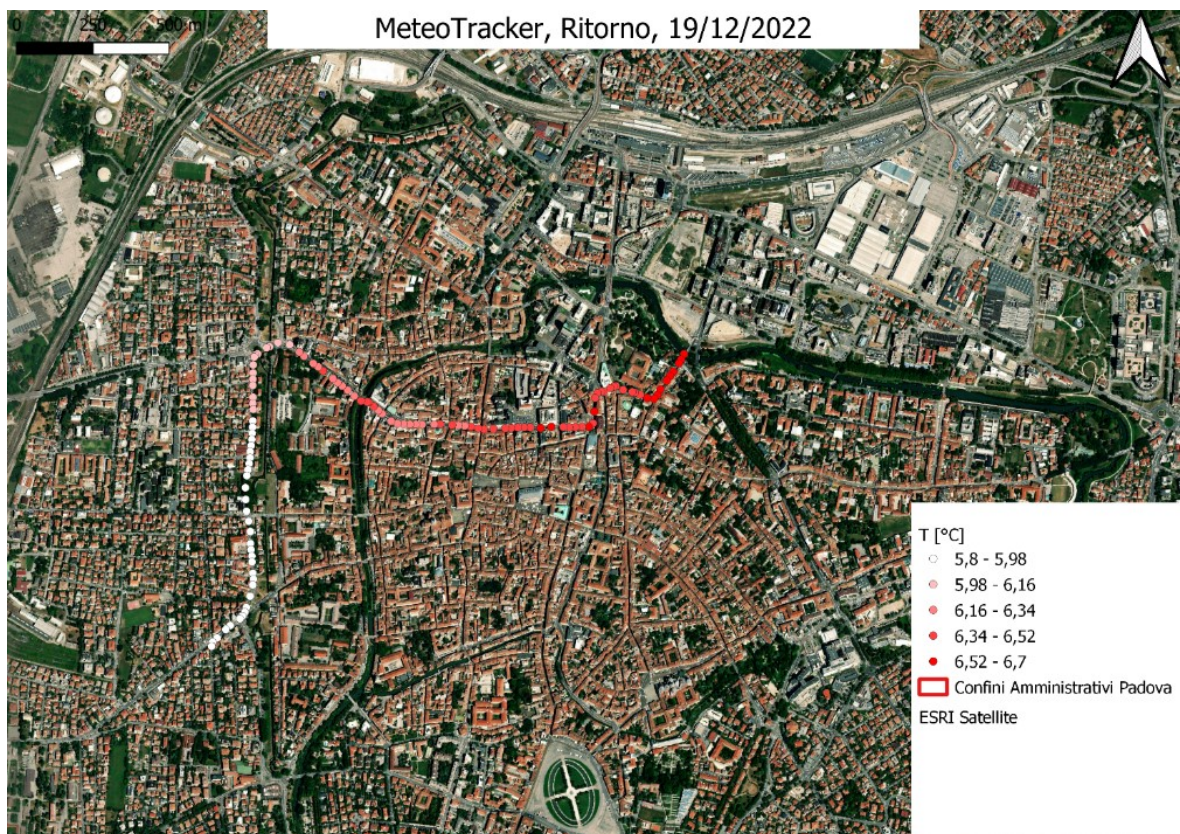 0 250 500 m
MeteoTracker, Ritorno, 19/12/2022
T [°C]
5,8 - 5,98
5,98 - 6,16
6,16 - 6,34
6,34 - 6,52
6,52 - 6,7
Confini Amministrativi Padova
ESRI Satellite